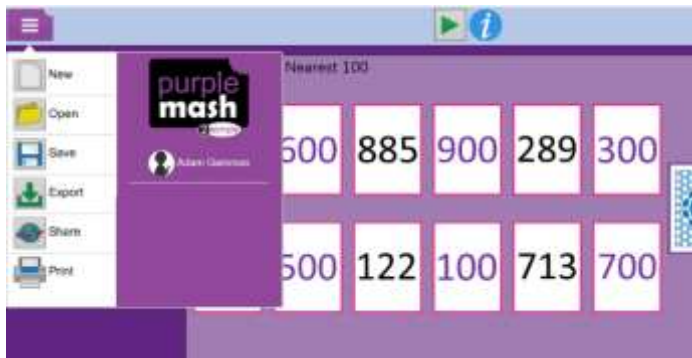 New
Open
Save
Export
Share
Print
purple
mash
Adam
Nearest 100
600 885 900 289 300
500 122 100 713 700